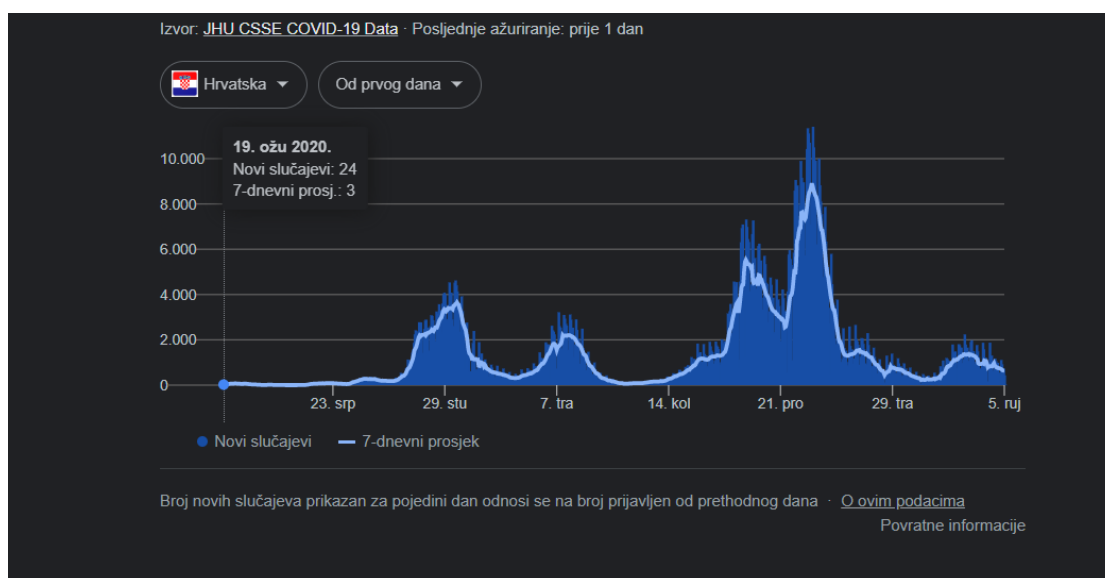 Izvor: JHU CSSE COVID-19 Data · Posljednje ažuriranje: prije 1 dan
Hrvatska
Od prvog dana
19. ožu 2020.
Novi slučajevi: 24
7-dnevni prosj.: 3
10.000
8.000
6.000
4.000
2.000
0
23. srp 29. stu 7. tra 14. kol 21. pro 29. tra 5. ruj
Novi slučajevi 7-dnevni prosjek
Broj novih slučajeva prikazan za pojedini dan odnosi se na broj prijavljen od prethodnog dana · O ovim podacima
Povratne informacije